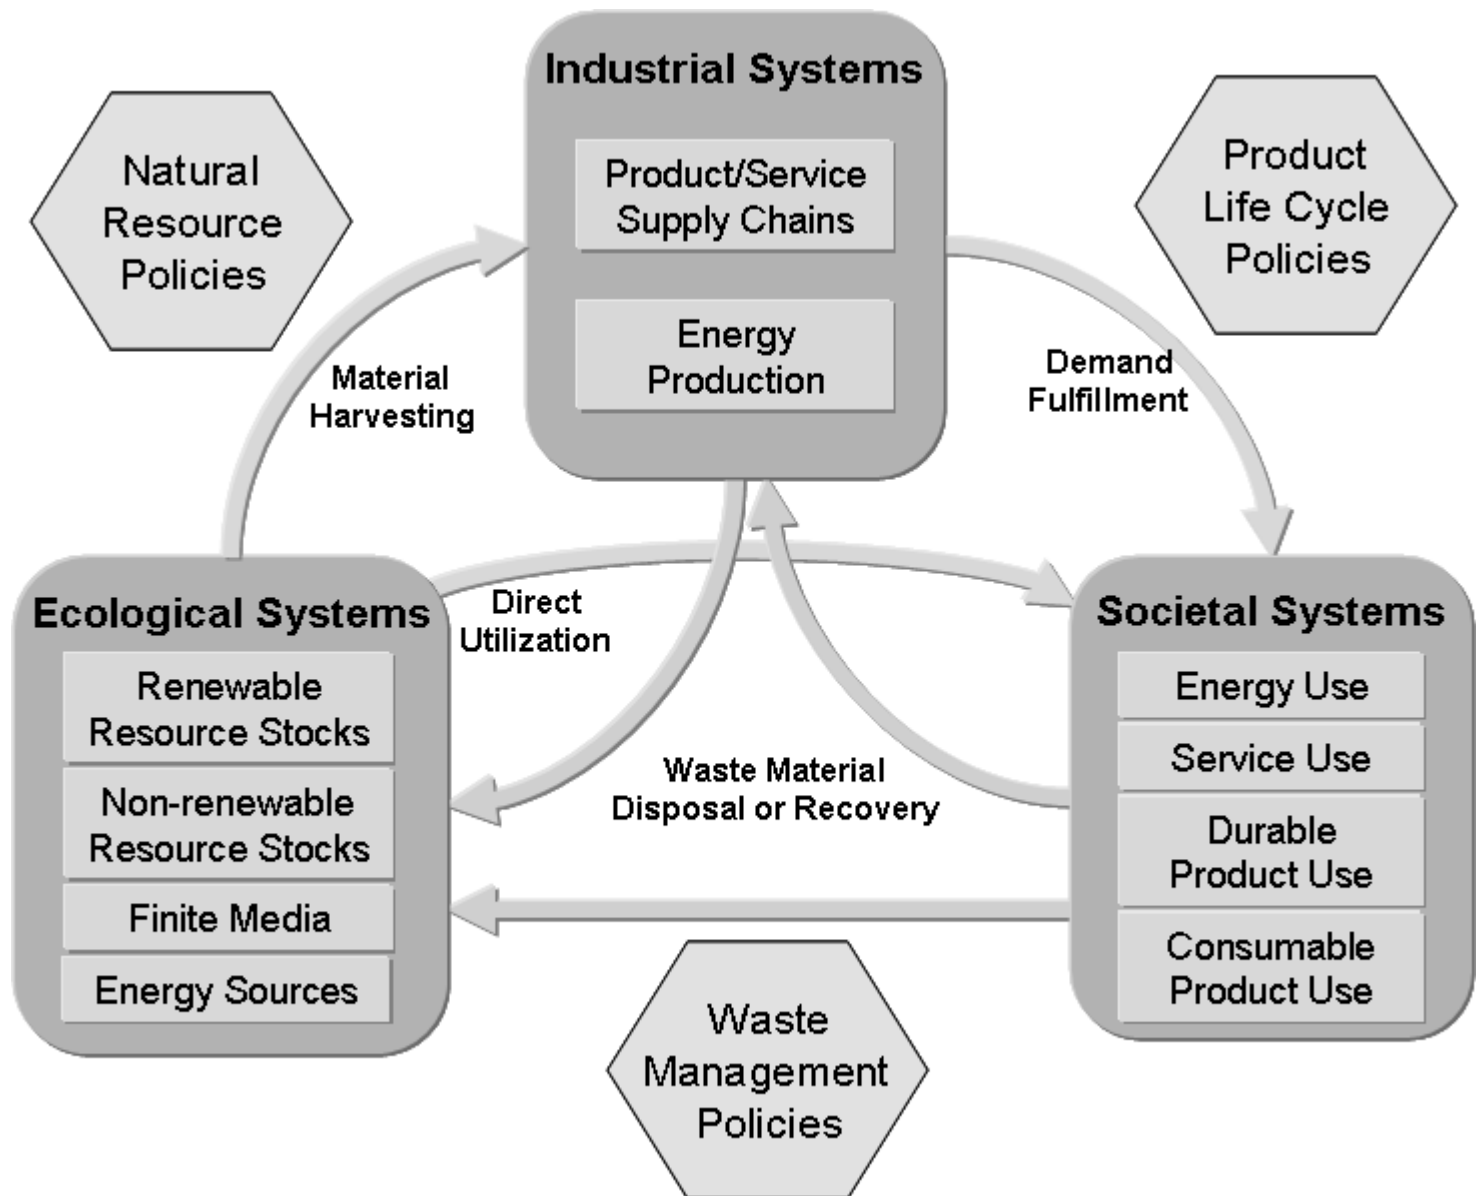 Industrial Systems
Product/Service
Supply Chains
Energy
Production
Natural
Resource
Policies
Product
Life Cycle
Policies
Material
Harvesting
Demand
Fulfillment
Ecological Systems
Renewable
Resource Stocks
Non-renewable
Resource Stocks
Finite Media
Energy Sources
Direct
Utilization
Waste Material
Disposal or Recovery
Societal Systems
Energy Use
Service Use
Durable
Product Use
Consumable
Product Use
Waste
Management
Policies